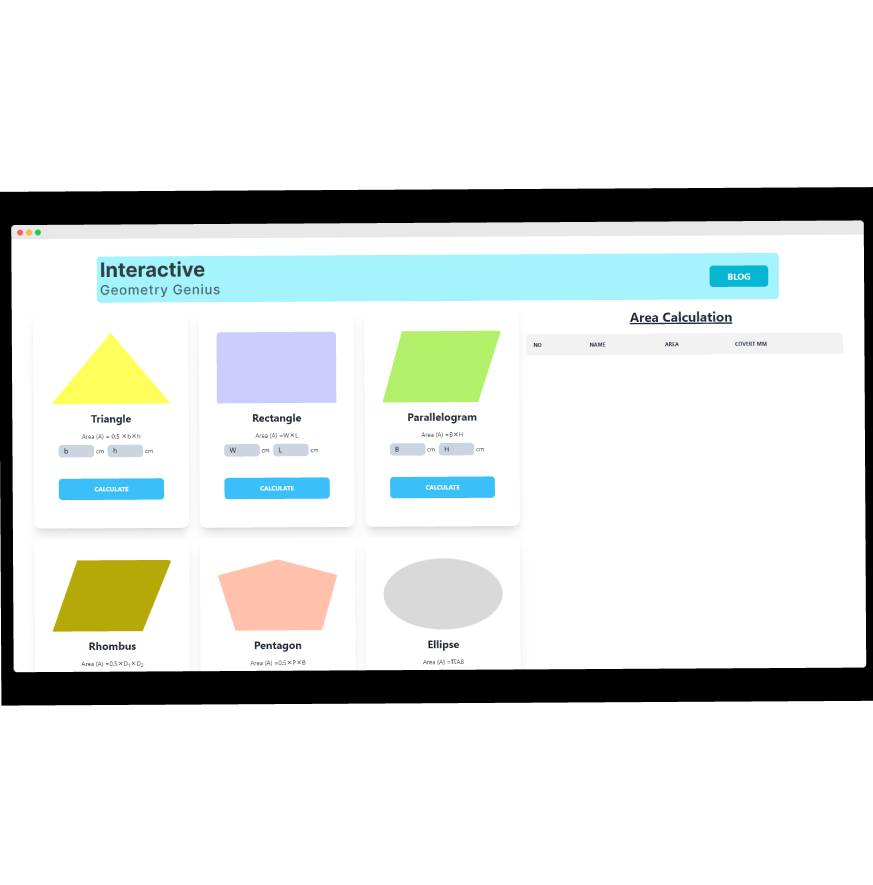 Interactive
Geometry Genius
BLOG
Triangle
Area (A) = 0.5 ×b×h
b cm h cm
CALCULATE
Rectangle
Area (A) =W×L
W cm L cm
CALCULATE
Parallelogram
Area (A) =B×H
B cm H cm
CALCULATE
Area Calculation
NO NAME AREA COVERT MM
Rhombus
Area (A) =0.5×D₁×D₂
Pentagon
Area (A) =0.5×P×B
Ellipse
Area (A) =πAB